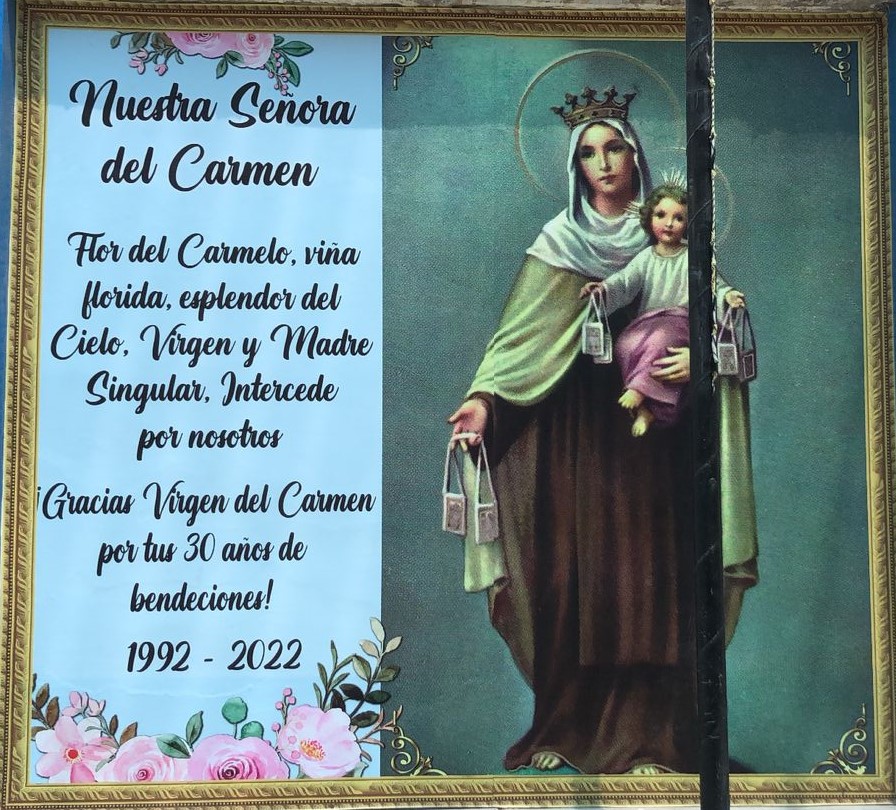 Nuestra Senora
del Carmen
Flor del Carmelo, viña
florida, esplendor del
Cielo, Virgen y Madre
Singular, Intercede
por nosotros
¡Gracias Virgen del Carmen
por tus 30 años de
bendeciones!
1992 - 2022